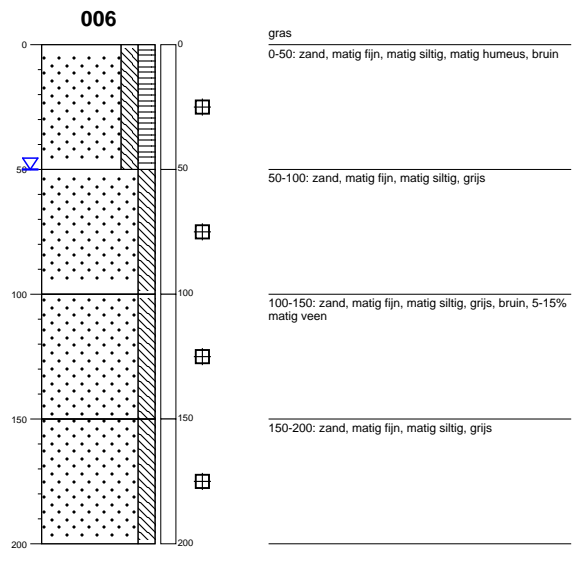 006
gras
0
0
0-50: zand, matig fijn, matig siltig, matig humeus, bruin
50
50
50-100: zand, matig fijn, matig siltig, grijs
100
100
100-150: zand, matig fijn, matig siltig, grijs, bruin, 5-15%
matig veen
150
150
150-200: zand, matig fijn, matig siltig, grijs
200
200